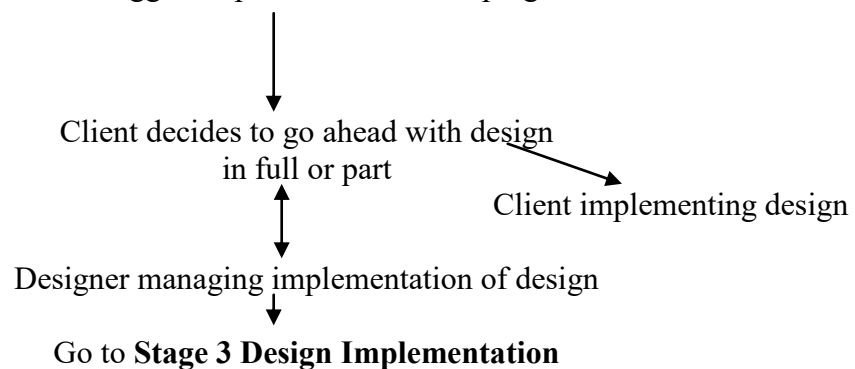 Client decides to go ahead with design
in full or part
Client implementing design
Designer managing implementation of design
Go to Stage 3 Design Implementation